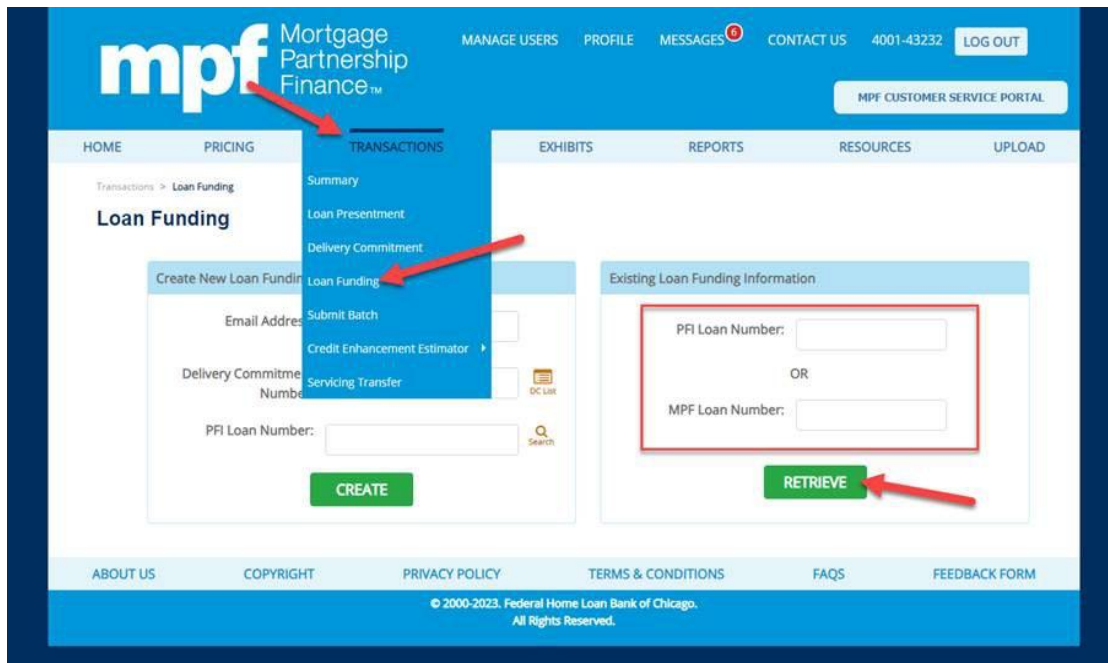 mpf
Mortgage
Partnership
Finance™
MANAGE USERS PROFILE MESSAGES 6 CONTACT US 4001-43232 LOG OUT
MPF CUSTOMER SERVICE PORTAL
HOME PRICING TRANSACTIONS EXHIBITS REPORTS RESOURCES UPLOAD
Transactions > Loan Funding
Loan Funding
Summary
Loan Presentment
Delivery Commitment
Loan Funding
Submit Batch
Credit Enhancement Estimator
Servicing Transfer
Create New Loan Fundin
Email Addres
Delivery Commitme
Numbe
DC List
PFI Loan Number:
Search
CREATE
Existing Loan Funding Information
PFI Loan Number:
OR
MPF Loan Number:
RETRIEVE
ABOUT US COPYRIGHT PRIVACY POLICY TERMS & CONDITIONS FAQS FEEDBACK FORM
© 2000-2023. Federal Home Loan Bank of Chicago.
All Rights Reserved.